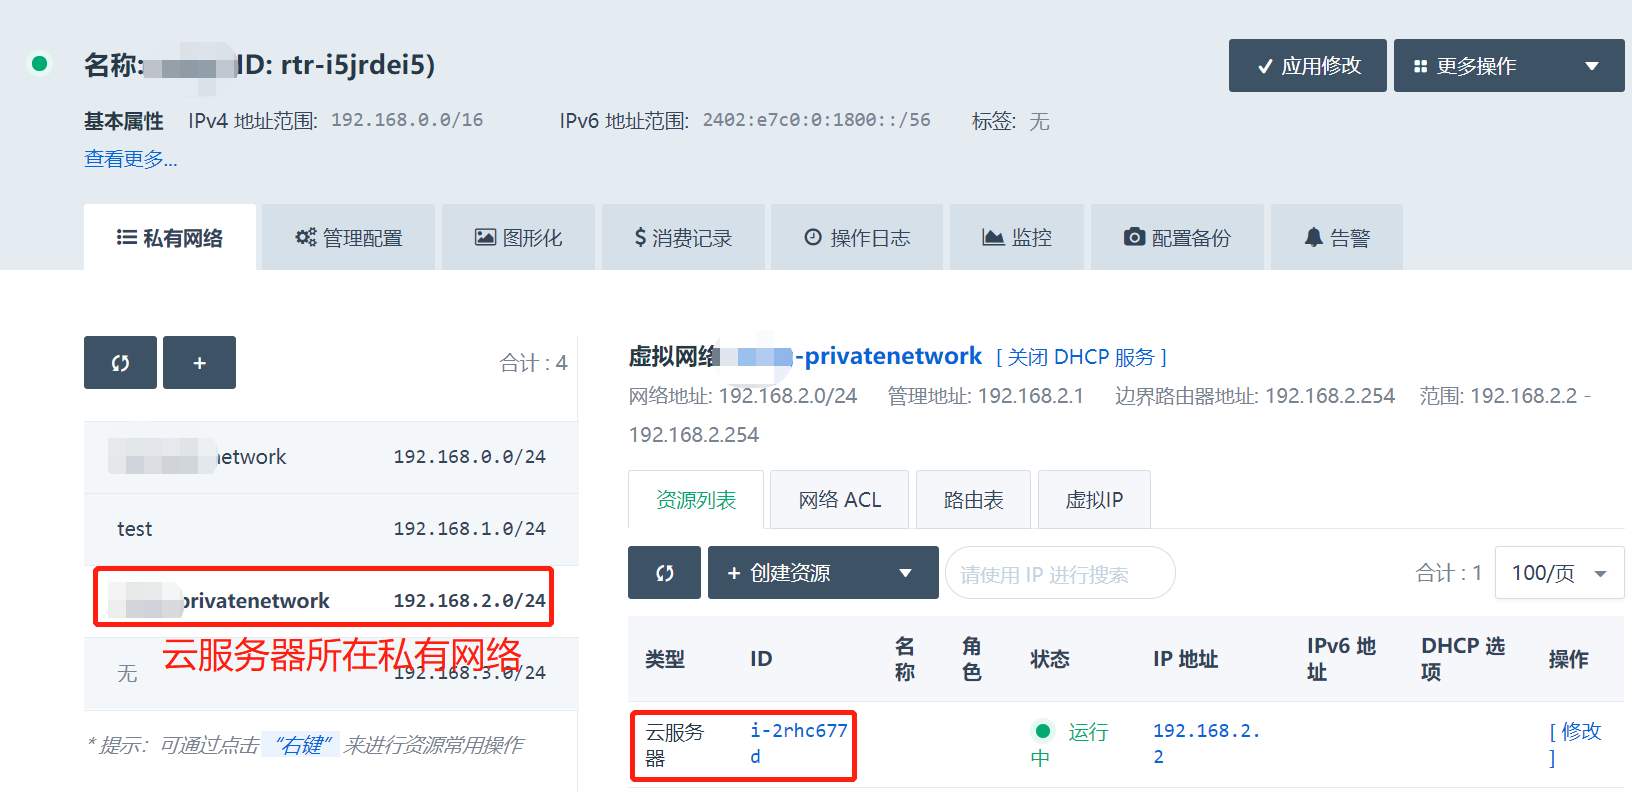 名称: ID: rtr-i5jrdei5)
应用修改
更多操作
基本属性 IPv4 地址范围: 192.168.0.0/16 IPv6 地址范围: 2402:e7c0:0:1800::/56 标签: 无
查看更多...
私有网络
管理配置
图形化
消费记录
操作日志
监控
配置备份
告警
合计 : 4
etwork 192.168.0.0/24
test 192.168.1.0/24
privatenetwork 192.168.2.0/24
云服务器所在私有网络
无 192.168.3.0/24
* 提示: 可通过点击 “右键” 来进行资源常用操作
虚拟网络 -privatenetwork [ 关闭 DHCP 服务 ]
网络地址: 192.168.2.0/24 管理地址: 192.168.2.1 边界路由器地址: 192.168.2.254 范围: 192.168.2.2 -
192.168.2.254
资源列表
网络 ACL
路由表
虚拟IP
+ 创建资源
请使用 IP 进行搜索
合计 : 1
100/页
类型 ID 名称 角色 状态 IP 地址 IPv6 地址 DHCP 选项 操作
云服务器 i-2rhc677d 运行中 192.168.2.2 [ 修改 ]